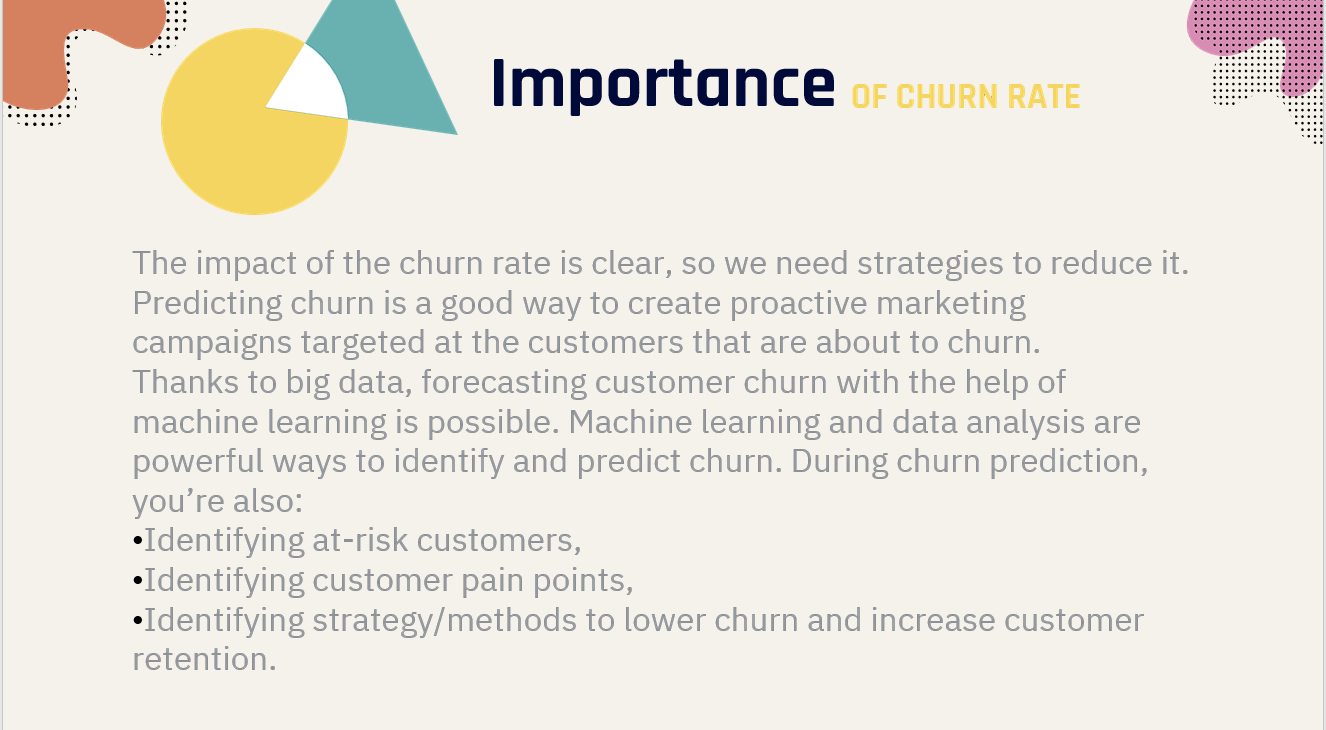 Importance OF CHURN RATE
The impact of the churn rate is clear, so we need strategies to reduce it.
Predicting churn is a good way to create proactive marketing
campaigns targeted at the customers that are about to churn.
Thanks to big data, forecasting customer churn with the help of
machine learning is possible. Machine learning and data analysis are
powerful ways to identify and predict churn. During churn prediction,
you’re also:
•Identifying at-risk customers,
•Identifying customer pain points,
•Identifying strategy/methods to lower churn and increase customer
retention.